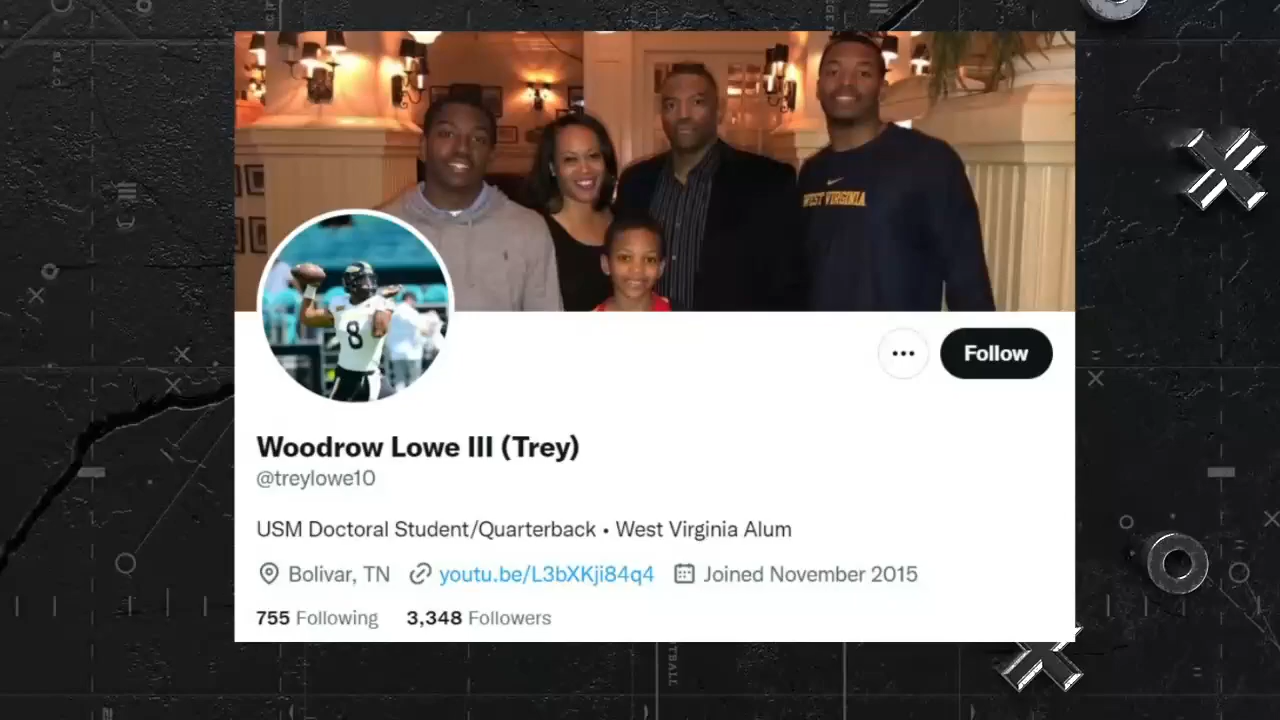 WEST VIRGINIA
8
Follow
Woodrow Lowe III (Trey)
@treylowe10
USM Doctoral Student/Quarterback • West Virginia Alum
Bolivar, TN youtu.be/L3bXKji84q4 Joined November 2015
755 Following 3,348 Followers